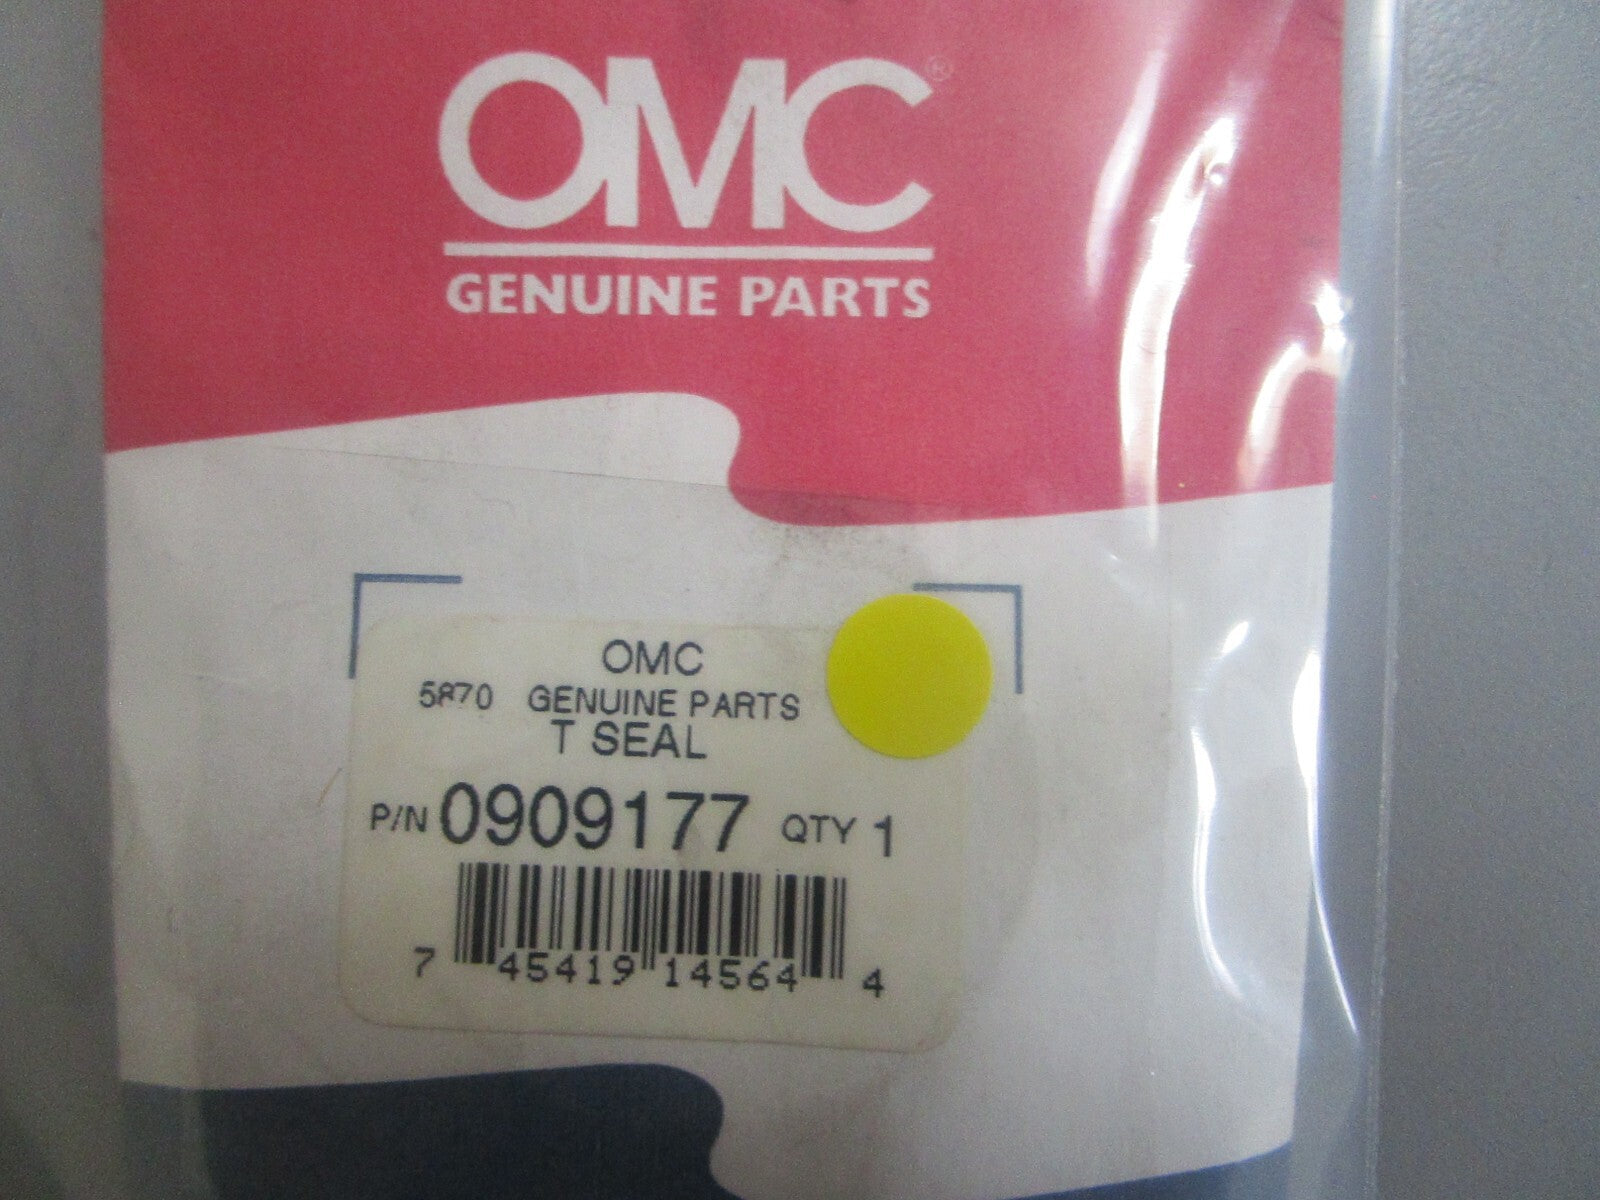 OMC®
GENUINE PARTS
OMC
5870 GENUINE PARTS
T SEAL
P/N 0909177 QTY 1
7 45419 14564 4